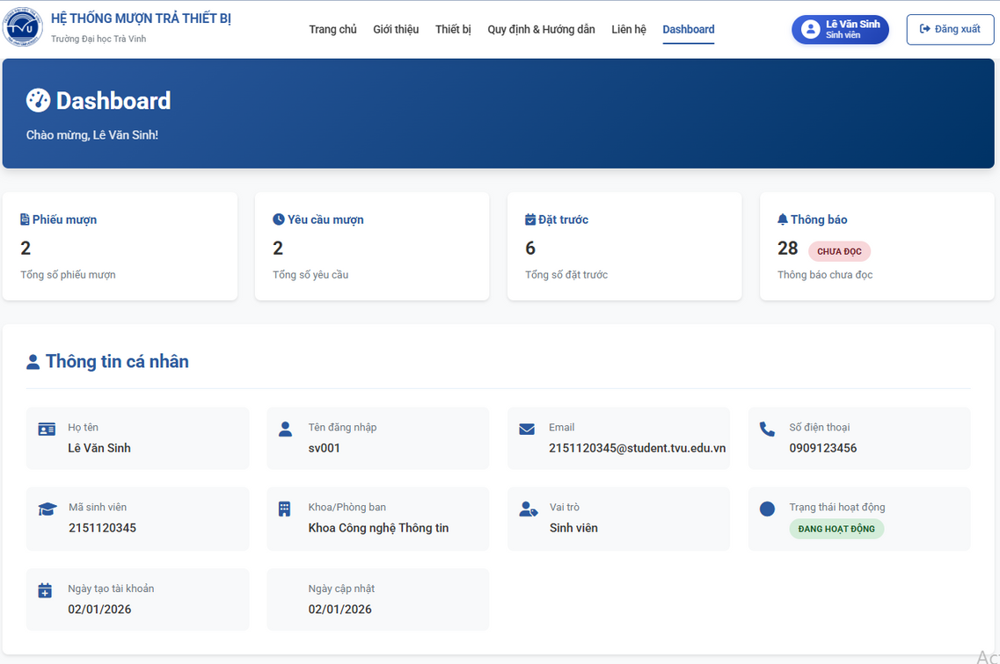 HỆ THỐNG MƯỢN TRẢ THIẾT BỊ
Trường Đại học Trà Vinh
Trang chủ Giới thiệu Thiết bị Quy định & Hướng dẫn Liên hệ Dashboard
Lê Văn Sinh
Sinh viên
Đăng xuất
Dashboard
Chào mừng, Lê Văn Sinh!
Phiếu mượn
2
Tổng số phiếu mượn
Yêu cầu mượn
2
Tổng số yêu cầu
Đặt trước
6
Tổng số đặt trước
Thông báo
28 CHƯA ĐỌC
Thông báo chưa đọc
Thông tin cá nhân
Họ tên
Lê Văn Sinh
Tên đăng nhập
sv001
Email
2151120345@student.tvu.edu.vn
Số điện thoại
0909123456
Mã sinh viên
2151120345
Khoa/Phòng ban
Khoa Công nghệ Thông tin
Vai trò
Sinh viên
Trạng thái hoạt động
ĐANG HOẠT ĐỘNG
Ngày tạo tài khoản
02/01/2026
Ngày cập nhật
02/01/2026